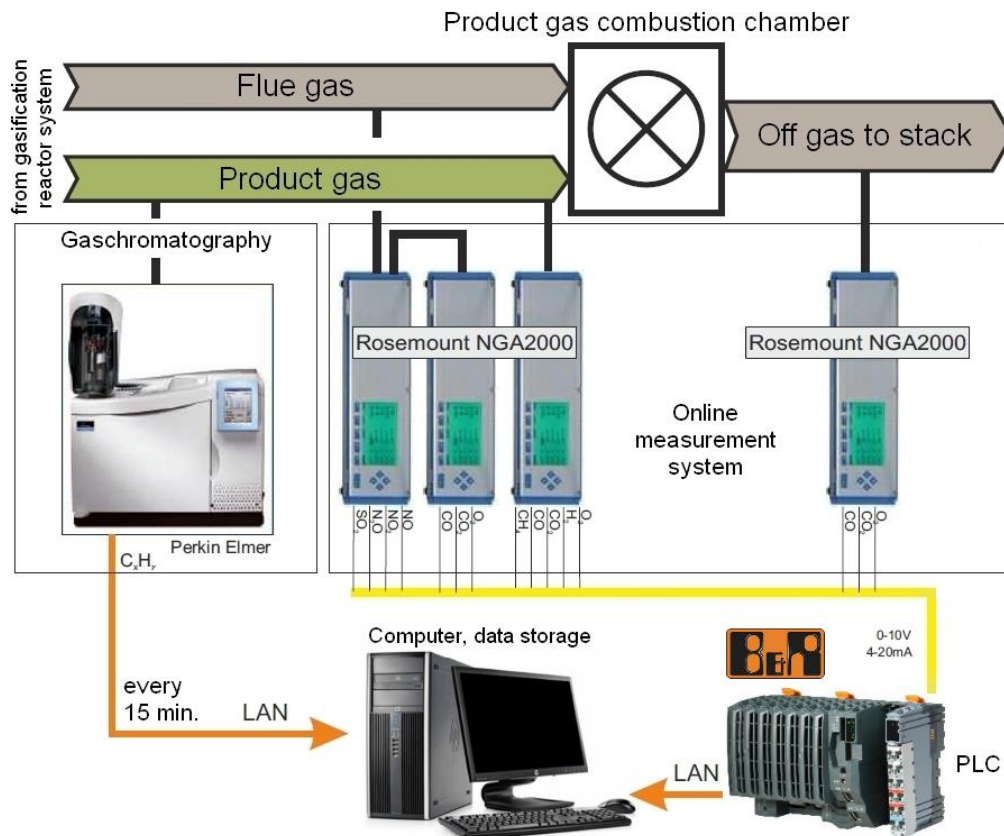 Product gas combustion chamber
from gasification
reactor system
Flue gas
Off gas to stack
Product gas
Gaschromatography
Rosemount NGA2000
Rosemount NGA2000
Online
measurement
system
Perkin Elmer
CₓHᵧ
SO₂
N₂O
NO₂
NO
CO
CO₂
O₂
CH₄
CO
CO₂
H₂
O₂
CO
CO₂
O₂
Computer, data storage
B&R
0-10V
4-20mA
every
15 min.
LAN
LAN
PLC